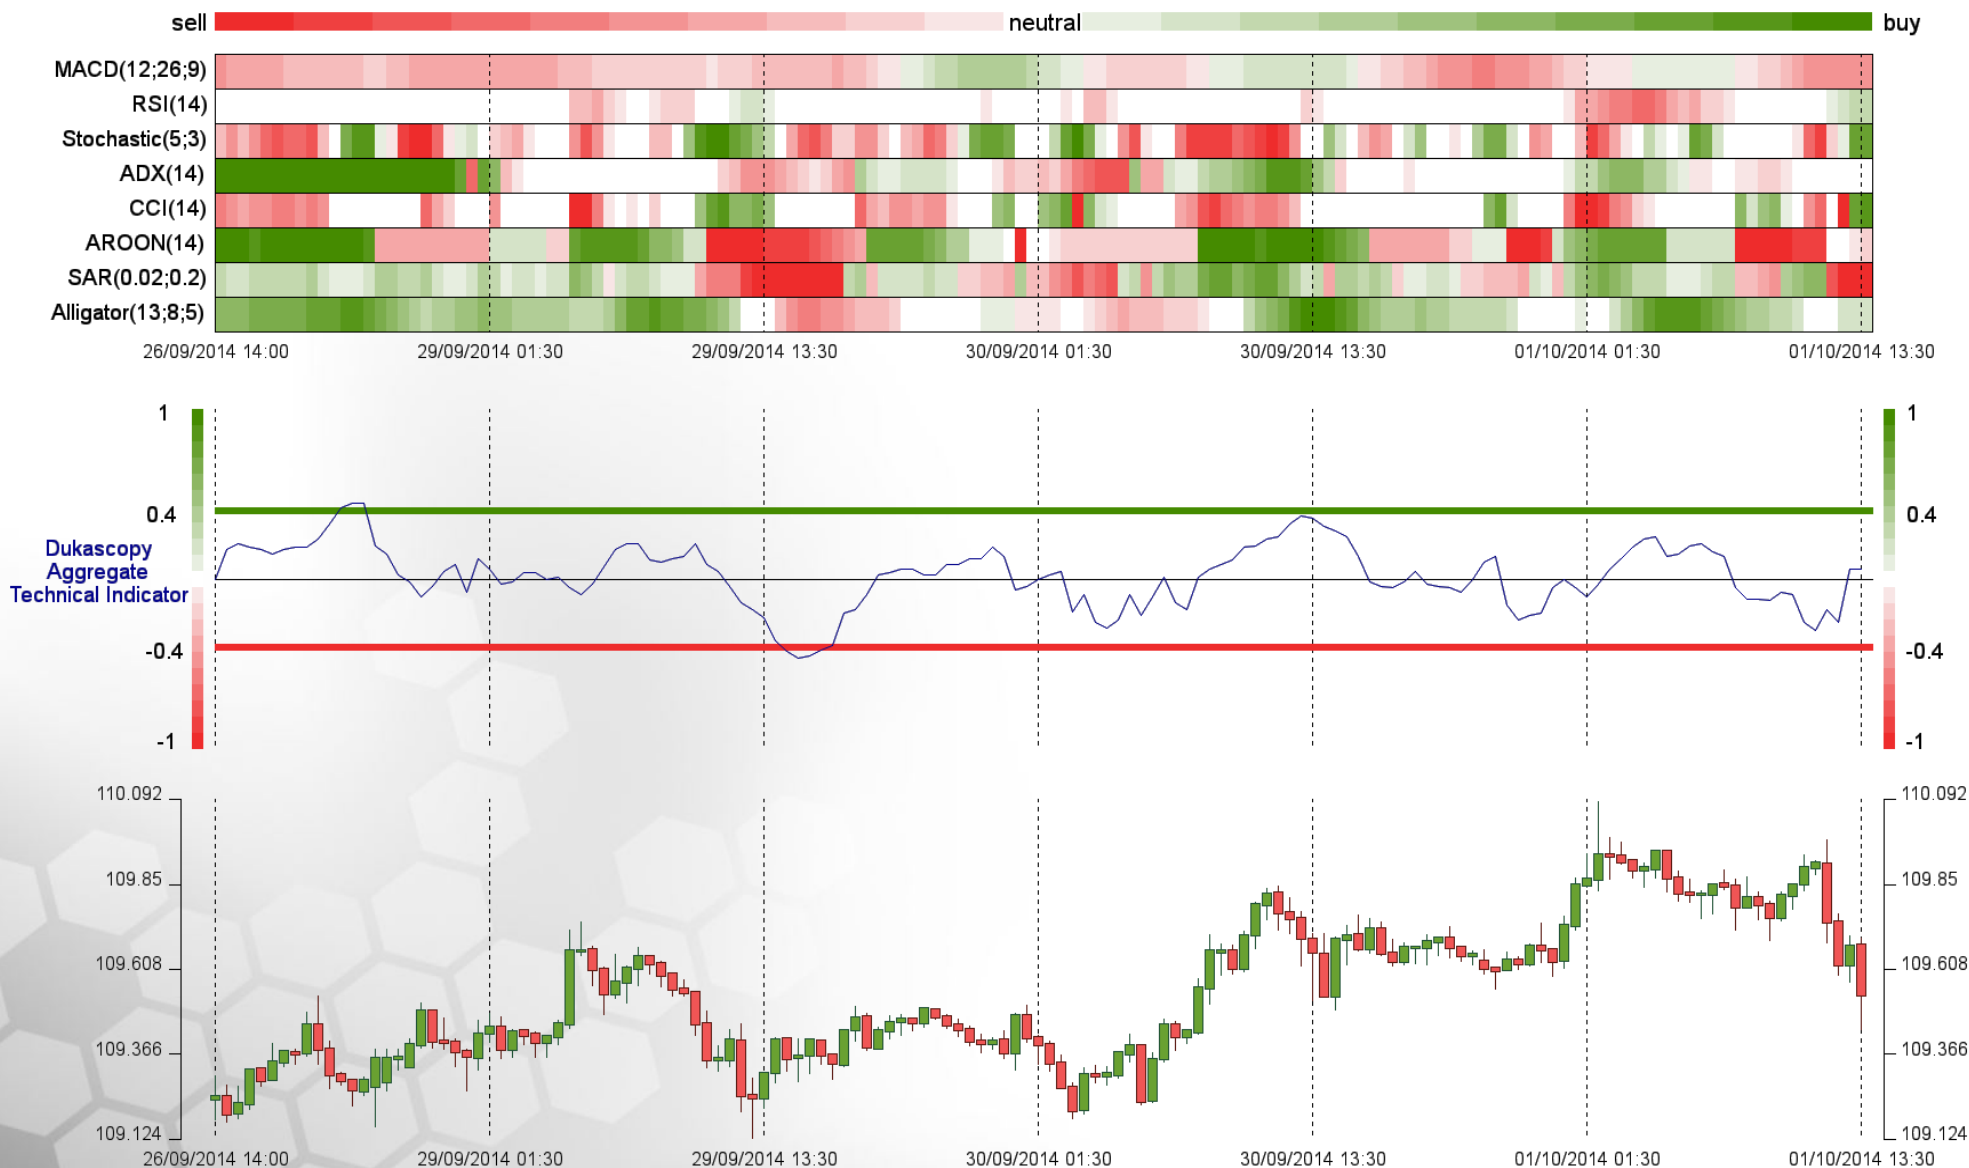 sell neutral buy
MACD(12;26;9)
RSI(14)
Stochastic(5;3)
ADX(14)
CCI(14)
AROON(14)
SAR(0.02;0.2)
Alligator(13;8;5)
26/09/2014 14:00 29/09/2014 01:30 29/09/2014 13:30 30/09/2014 01:30 30/09/2014 13:30 01/10/2014 01:30 01/10/2014 13:30
1 1
0.4 0.4
Dukascopy
Aggregate
Technical Indicator
-0.4 -0.4
-1 -1
110.092 110.092
109.85 109.85
109.608 109.608
109.366 109.366
109.124 109.124
26/09/2014 14:00 29/09/2014 01:30 29/09/2014 13:30 30/09/2014 01:30 30/09/2014 13:30 01/10/2014 01:30 01/10/2014 13:30